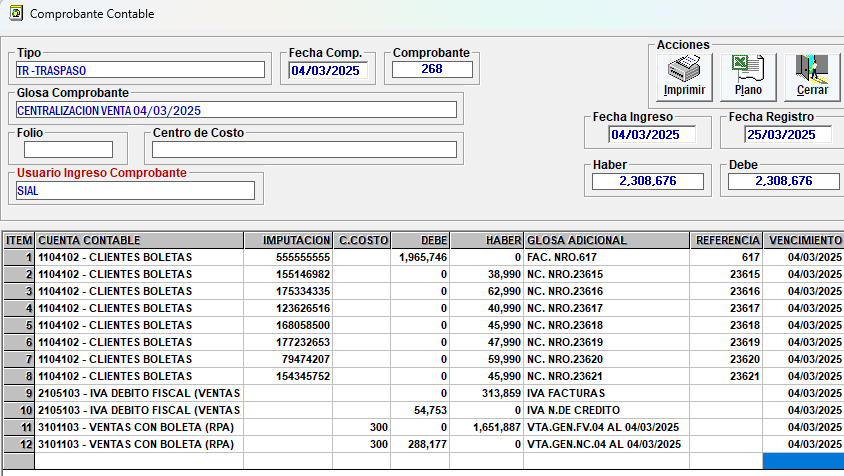 Comprobante Contable
Tipo Fecha Comp. Comprobante Acciones
TR -TRASPASO 04/03/2025 268 Imprimir Plano Cerrar
Glosa Comprobante
CENTRALIZACION VENTA 04/03/2025
Fecha Ingreso Fecha Registro
04/03/2025 25/03/2025
Folio Centro de Costo
Haber Debe
2,308,676 2,308,676
Usuario Ingreso Comprobante
SIAL
ITEM CUENTA CONTABLE IMPUTACION C.COSTO DEBE HABER GLOSA ADICIONAL REFERENCIA VENCIMIENTO
1 1104102 - CLIENTES BOLETAS 555555555 1,965,746 0 FAC. NRO.617 617 04/03/2025
2 1104102 - CLIENTES BOLETAS 155146982 0 38,990 NC. NRO.23615 23615 04/03/2025
3 1104102 - CLIENTES BOLETAS 175334335 0 62,990 NC. NRO.23616 23616 04/03/2025
4 1104102 - CLIENTES BOLETAS 123626516 0 40,990 NC. NRO.23617 23617 04/03/2025
5 1104102 - CLIENTES BOLETAS 168058500 0 45,990 NC. NRO.23618 23618 04/03/2025
6 1104102 - CLIENTES BOLETAS 177232653 0 47,990 NC. NRO.23619 23619 04/03/2025
7 1104102 - CLIENTES BOLETAS 79474207 0 59,990 NC. NRO.23620 23620 04/03/2025
8 1104102 - CLIENTES BOLETAS 154345752 0 45,990 NC. NRO.23621 23621 04/03/2025
9 2105103 - IVA DEBITO FISCAL (VENTAS 0 313,859 IVA FACTURAS 04/03/2025
10 2105103 - IVA DEBITO FISCAL (VENTAS 54,753 0 IVA N.DE CREDITO 04/03/2025
11 3101103 - VENTAS CON BOLETA (RPA) 300 0 1,651,887 VTA.GEN.FV.04 AL 04/03/2025 04/03/2025
12 3101103 - VENTAS CON BOLETA (RPA) 300 288,177 0 VTA.GEN.NC.04 AL 04/03/2025 04/03/2025